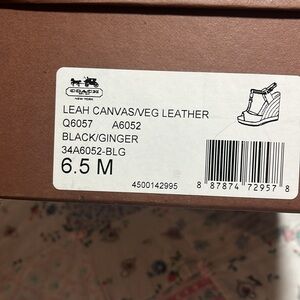 COACH
NEW YORK
LEAH CANVAS/VEG LEATHER
Q6057 A6052
BLACK/GINGER
34A6052-BLG
6.5 M
4500142995
8 87874 72957 8